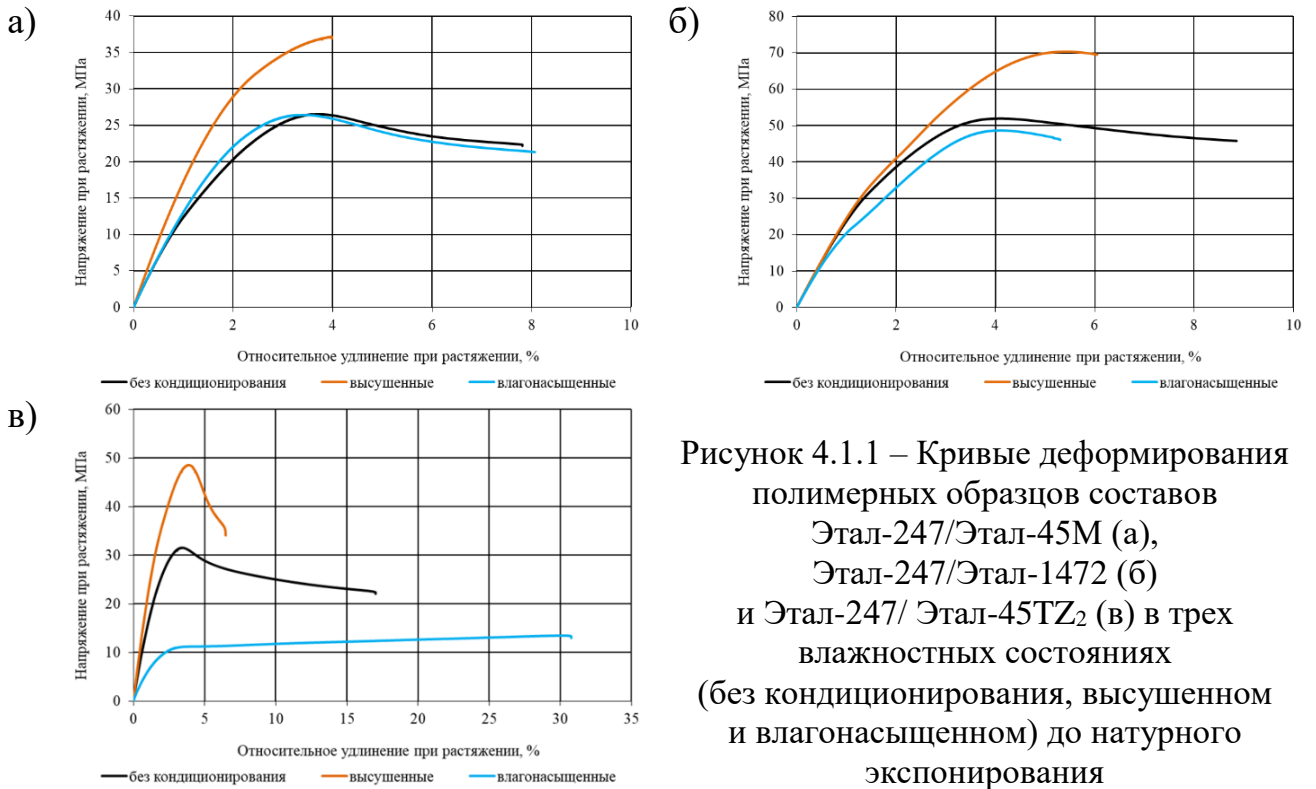 а)
40
35
30
25
20
15
10
5
0
Напряжение при растяжении, МПа
0 2 4 6 8 10
Относительное удлинение при растяжении, %
без кондиционирования высушенные влагонасыщенные
б)
80
70
60
50
40
30
20
10
0
Напряжение при растяжении, МПа
0 2 4 6 8 10
Относительное удлинение при растяжении, %
без кондиционирования высушенные влагонасыщенные
в)
60
50
40
30
20
10
0
Напряжение при растяжении, МПа
0 5 10 15 20 25 30 35
Относительное удлинение при растяжении, %
без кондиционирования высушенные влагонасыщенные
Рисунок 4.1.1 – Кривые деформирования
полимерных образцов составов
Этал-247/Этал-45М (а),
Этал-247/Этал-1472 (б)
и Этал-247/ Этал-45TZ₂ (в) в трех
влажностных состояниях
(без кондиционирования, высушенном
и влагонасыщенном) до натурного
экспонирования